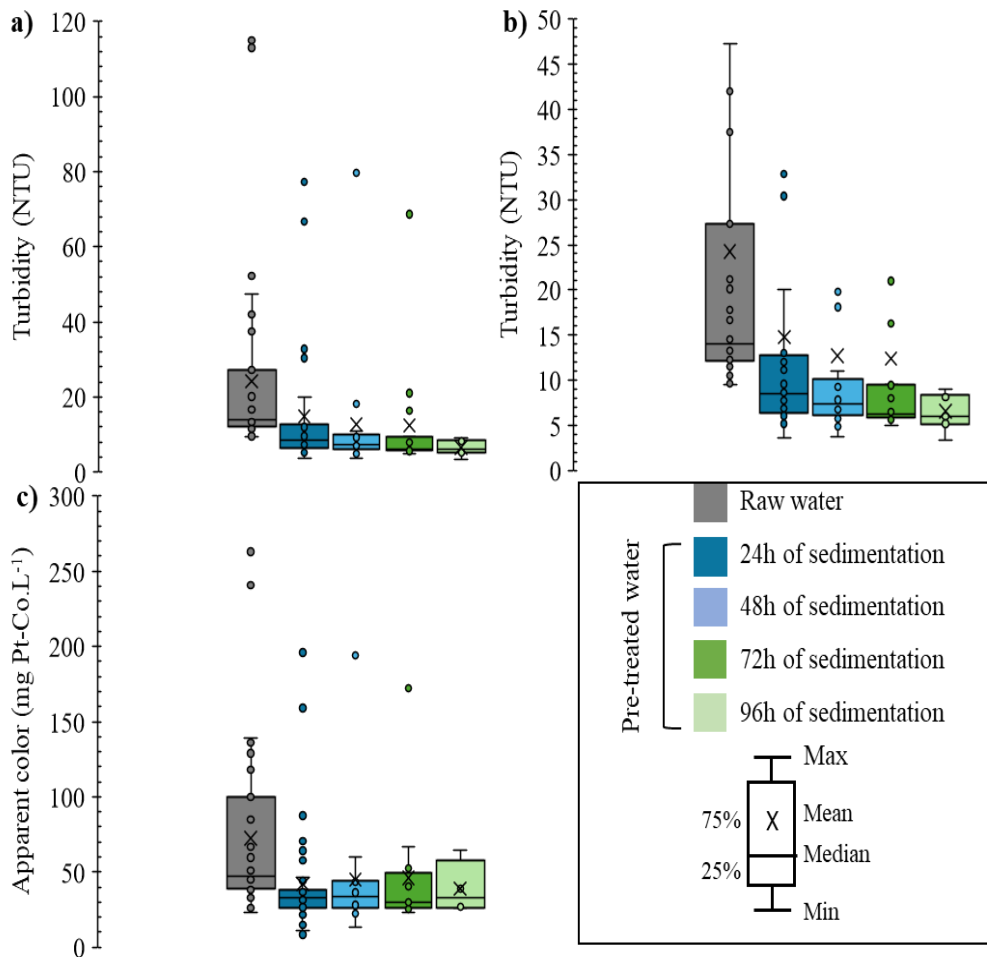 a)
120
100
80
60
40
20
0
Turbidity (NTU)
b)
50
45
40
35
30
25
20
15
10
5
0
Turbidity (NTU)
c)
300
250
200
150
100
50
0
Apparent color (mg Pt-Co.L⁻¹)
Raw water
Pre-treated water
24h of sedimentation
48h of sedimentation
72h of sedimentation
96h of sedimentation
Max
75%
Mean
Median
25%
Min